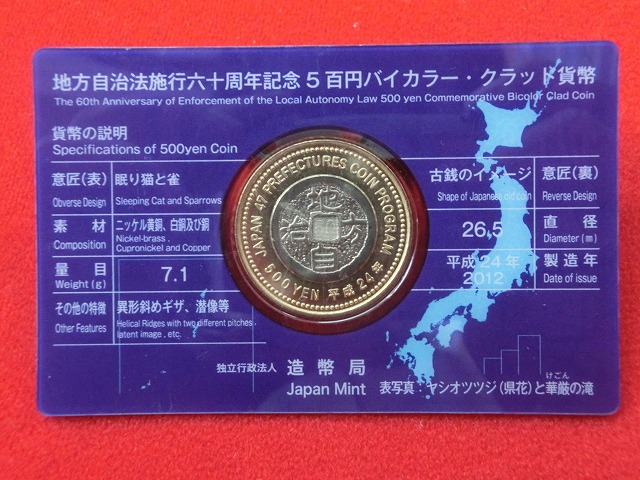 地方自治法施行六十周年記念5百円バイカラー・クラッド貨幣
The 60th Anniversary of Enforcement of the Local Autonomy Law 500 yen Commemorative Bicolor Clad Coin
貨幣の説明
Specifications of 500yen Coin
意匠(表) 眠り猫と雀
Obverse Design Sleeping Cat and Sparrows
素材 ニッケル黄銅、白銅及び銅
Composition Nickel-brass, Cupronickel and Copper
量目 7.1
Weight(g)
その他の特徴 異形斜めギザ、潜像等
Other Features Helical Ridges with two different pitches, latent image, etc.
JAPAN 47 PREFECTURES COIN PROGRAM
500YEN 平成24年
地方自治
古銭のイメージ 意匠(裏)
Shape of Japanese old coin Reverse Design
26.5 直径
Diameter(㎜)
平成24年 製造年
2012 Date of issue
独立行政法人 造幣局
Japan Mint
けごん
表写真:ヤシオツツジ(県花)と華厳の滝